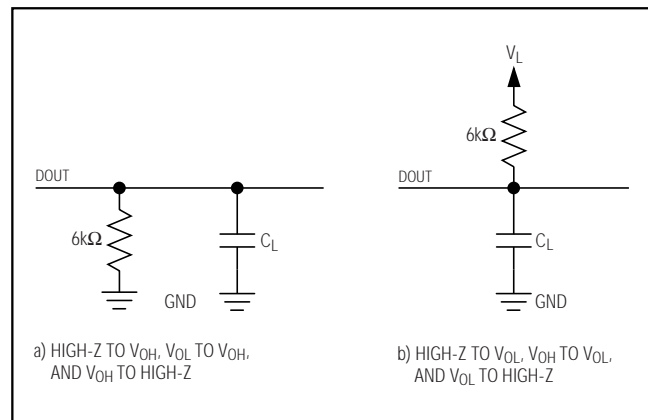 DOUT
6kΩ
C_L
GND
a) HIGH-Z TO V_OH, V_OL TO V_OH,
AND V_OH TO HIGH-Z
V_L
6kΩ
DOUT
C_L
GND
b) HIGH-Z TO V_OL, V_OH TO V_OL,
AND V_OL TO HIGH-Z